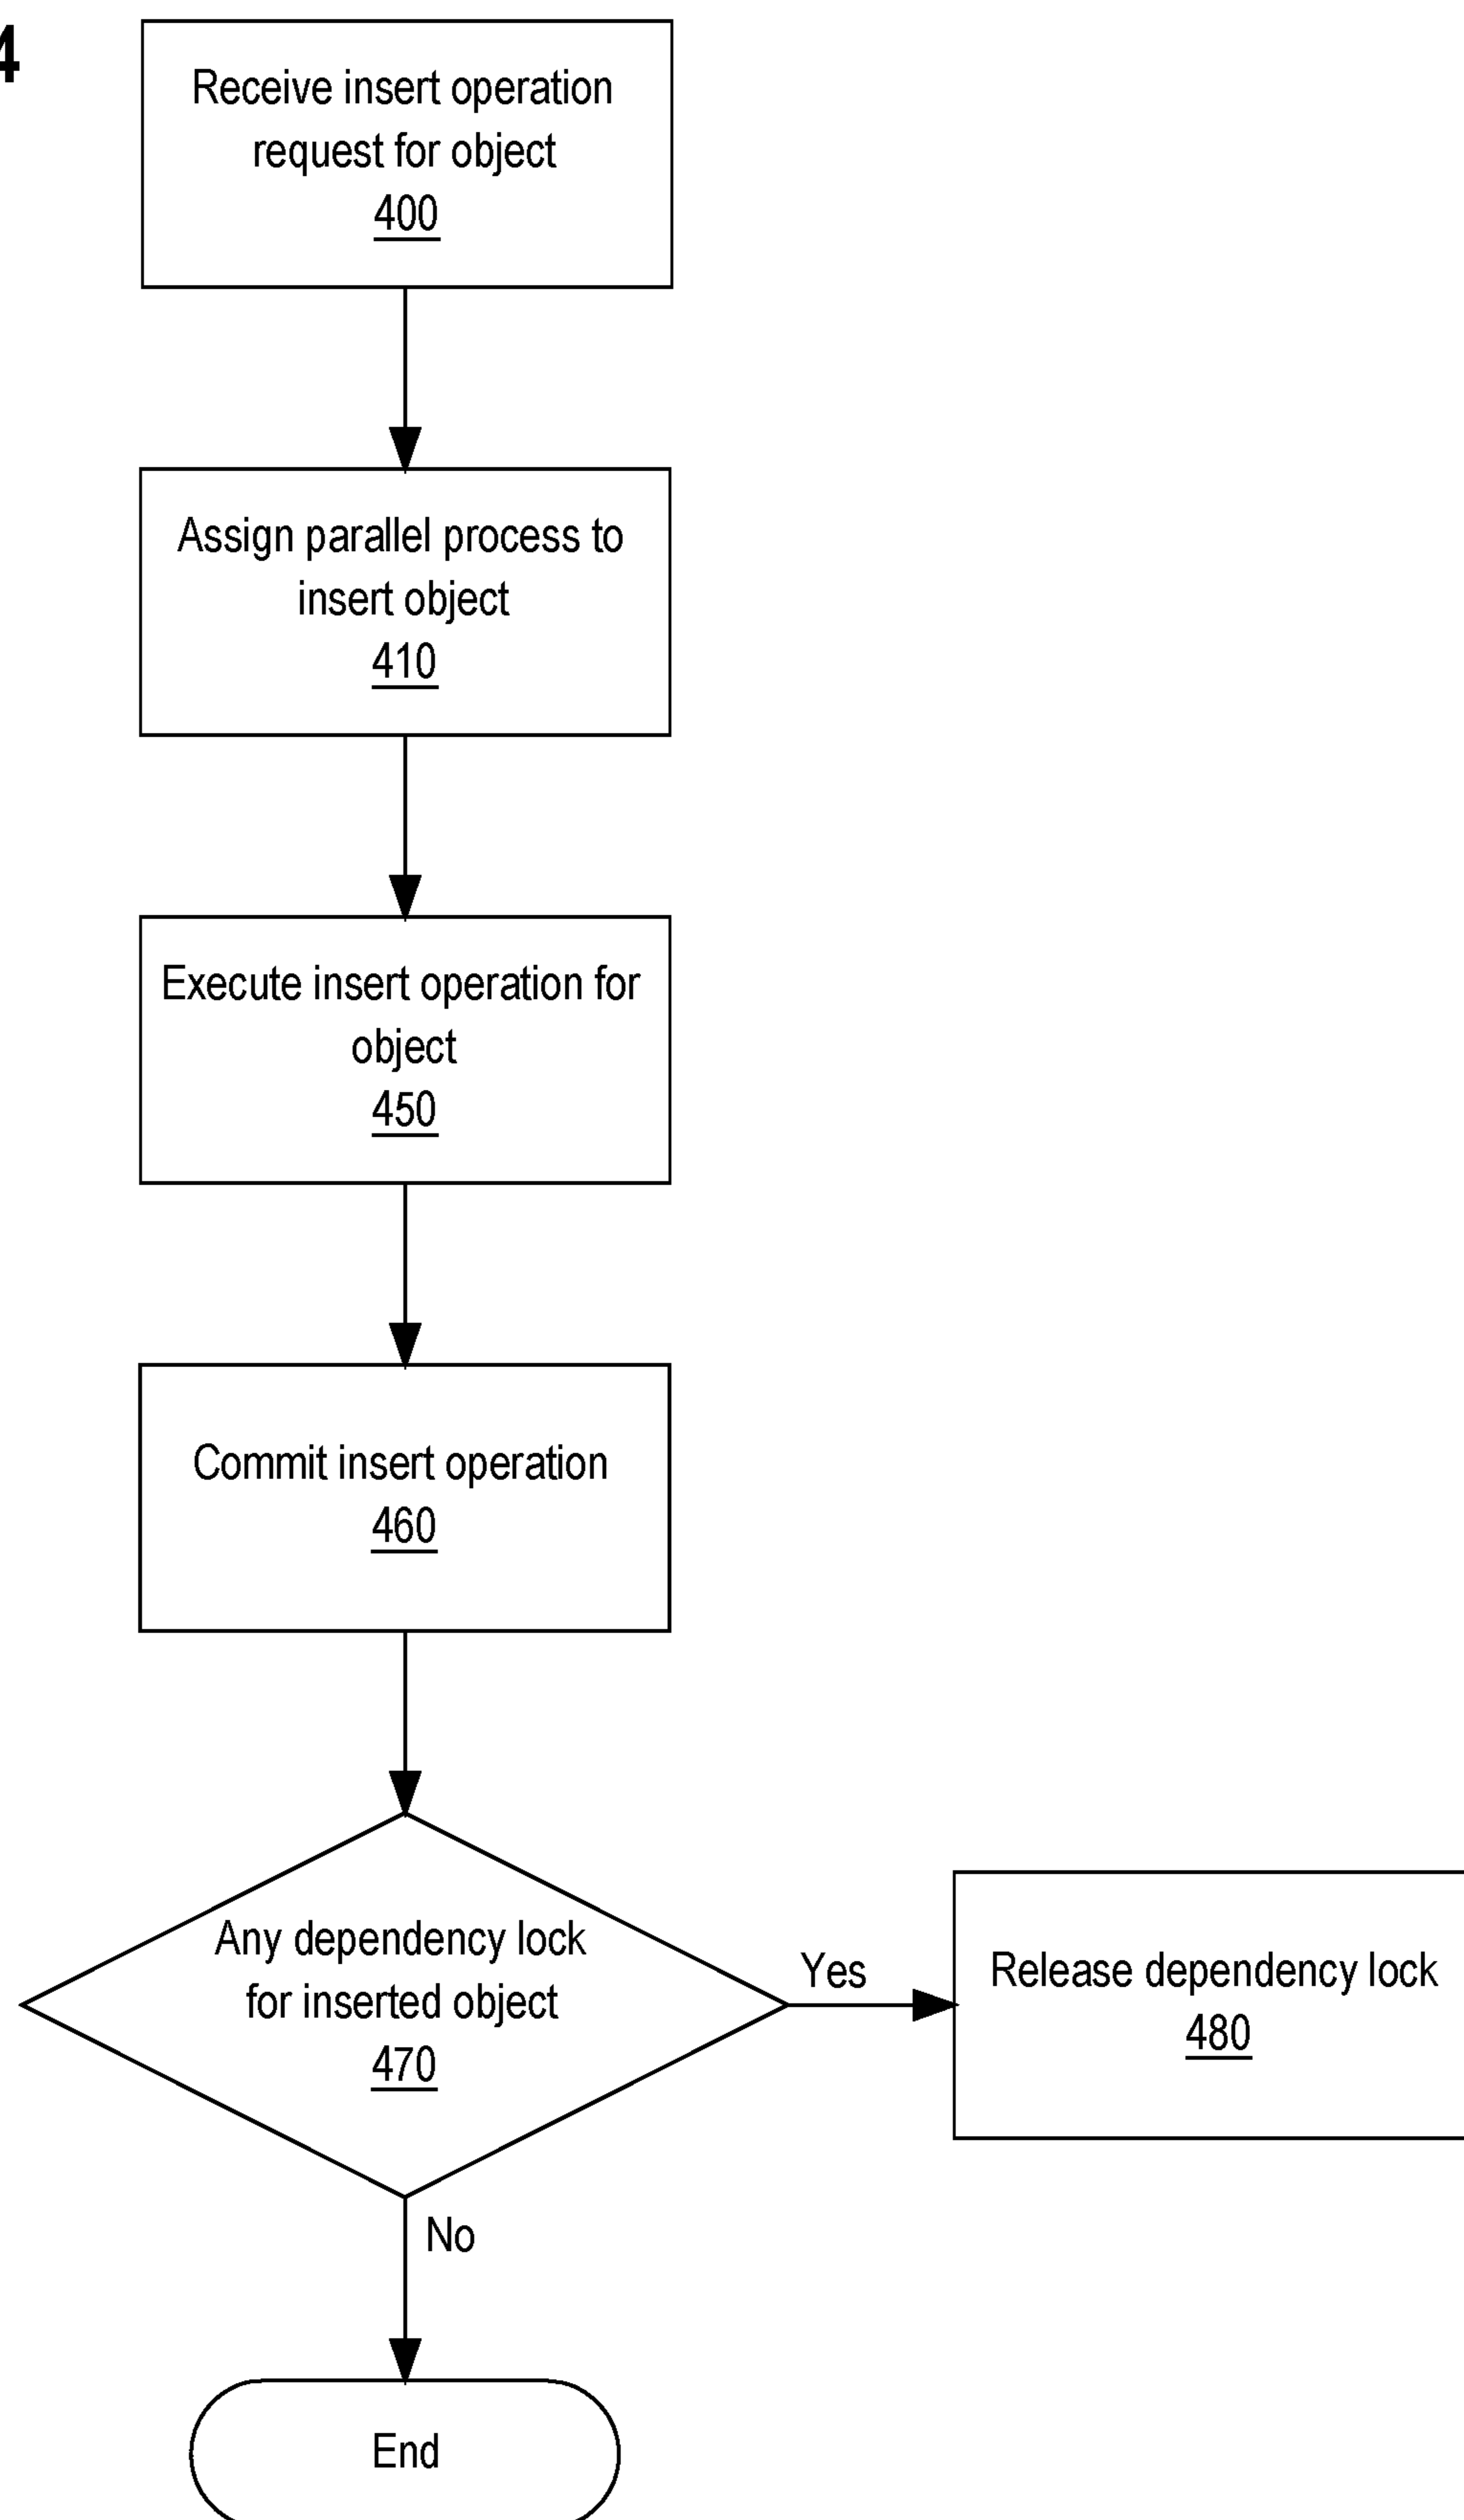 4
Receive insert operation
request for object
400
Assign parallel process to
insert object
410
Execute insert operation for
object
450
Commit insert operation
460
Any dependency lock
for inserted object
470
Yes
Release dependency lock
480
No
End